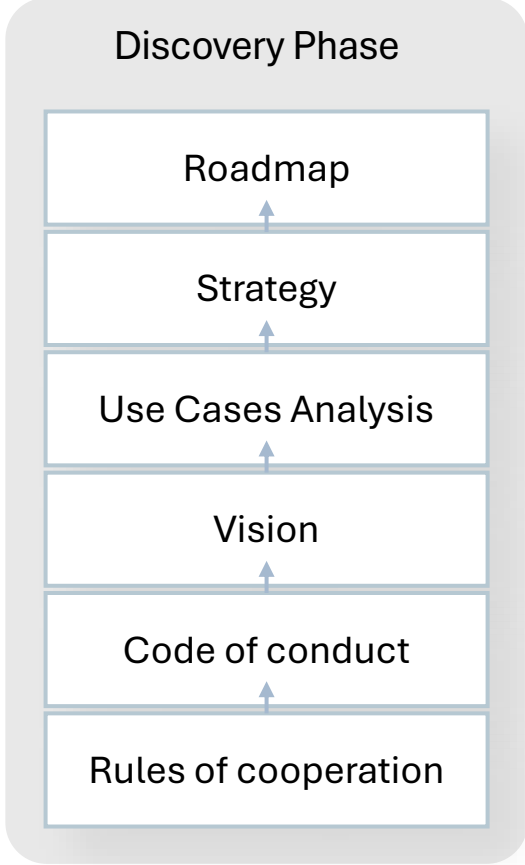 Discovery Phase
Roadmap
Strategy
Use Cases Analysis
Vision
Code of conduct
Rules of cooperation